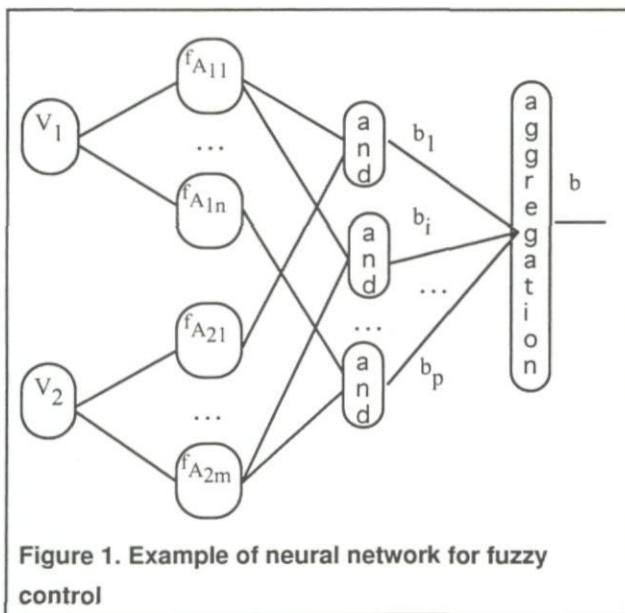 V1
V2
fA11
...
fA1n
fA21
...
fA2m
and
and
...
and
b1
bi
...
bp
aggregation
b
Figure 1. Example of neural network for fuzzy
control